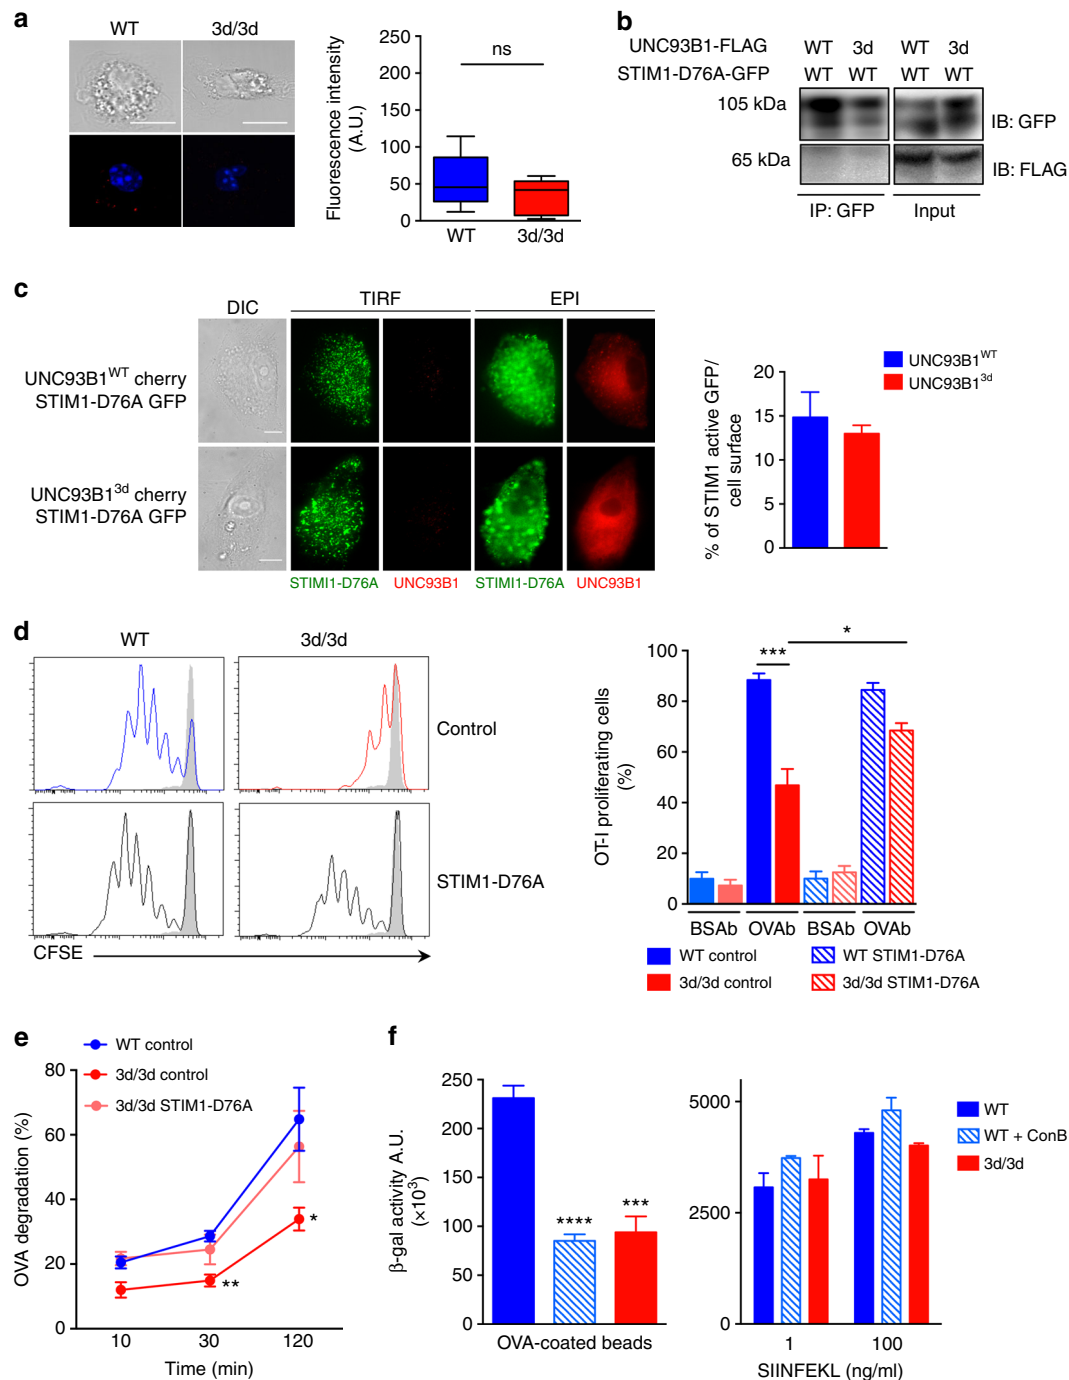 a
WT 3d/3d
Fluorescence intensity
(A.U.)
250
200
150
100
50
0
ns
WT 3d/3d
b
UNC93B1-FLAG WT 3d WT 3d
STIM1-D76A-GFP WT WT WT WT
105 kDa
IB: GFP
65 kDa
IB: FLAG
IP: GFP Input
c
DIC TIRF EPI
UNC93B1WT cherry
STIM1-D76A GFP
UNC93B13d cherry
STIM1-D76A GFP
STIMI1-D76A UNC93B1 STIMI1-D76A UNC93B1
% of STIM1 active GFP/
cell surface
20
15
10
5
0
UNC93B1WT
UNC93B13d
d
WT 3d/3d
Control
STIM1-D76A
CFSE
OT-I proliferating cells
(%)
100
80
60
40
20
0
***
*
BSAb OVAb BSAb OVAb
WT control WT STIM1-D76A
3d/3d control 3d/3d STIM1-D76A
e
WT control
3d/3d control
3d/3d STIM1-D76A
OVA degradation (%)
80
60
40
20
0
**
*
10 30 120
Time (min)
f
β-gal activity A.U.
(×10³)
250
200
150
100
50
0
****
***
OVA-coated beads
5000
2500
0
1 100
SIINFEKL (ng/ml)
WT
WT + ConB
3d/3d